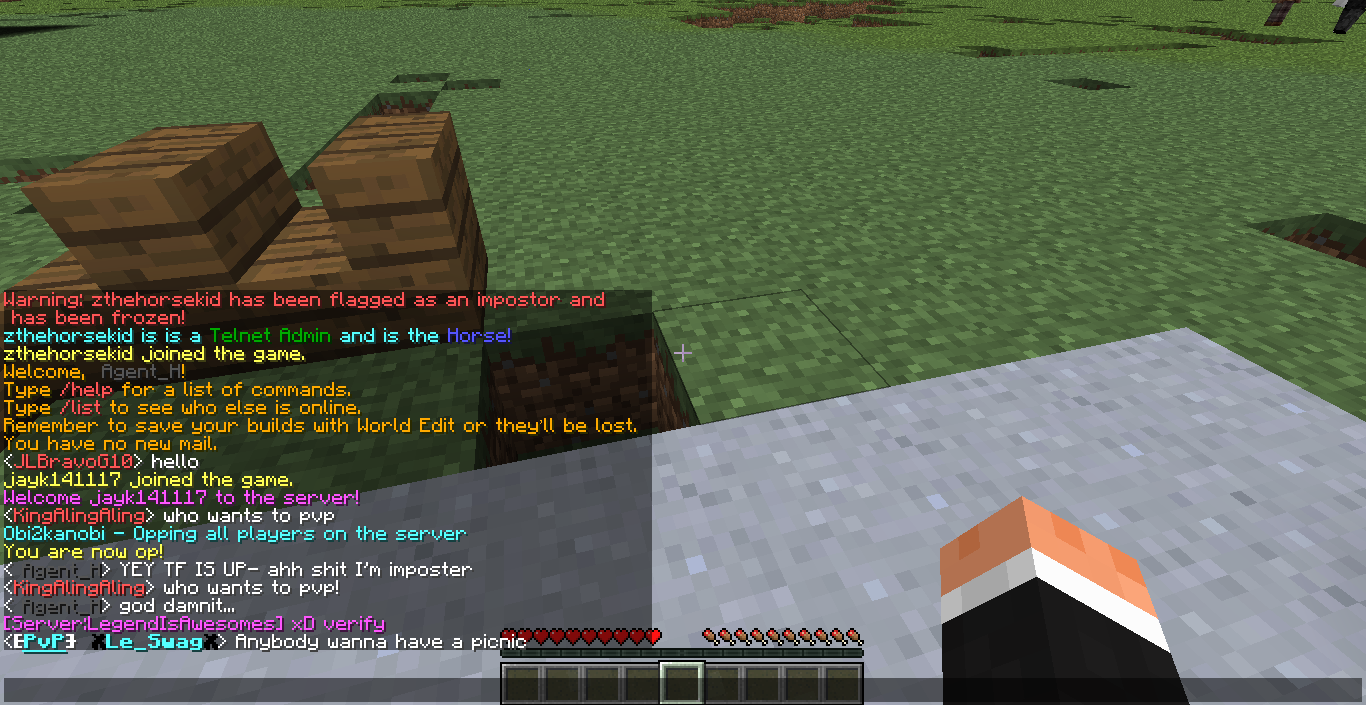 Warning: zthehorsekid has been flagged as an impostor and
has been frozen!
zthehorsekid is is a Telnet Admin and is the Horse!
zthehorsekid joined the game.
Welcome, Agent_H!
Type /help for a list of commands.
Type /list to see who else is online.
Remember to save your builds with World Edit or they'll be lost.
You have no new mail.
<JLBravoG10> hello
jayk141117 joined the game.
Welcome jayk141117 to the server!
<KingAlingAling> who wants to pvp
Obi2kanobi - Opping all players on the server
You are now op!
< Agent_H> YEY TF IS UP- ahh shit I'm imposter
<KingAlingAling> who wants to pvp!
< Agent_H> god damnit...
[Server:LegendIsAwesomes] xD verify
<[PvP] Le_Swag> Anybody wanna have a picnic